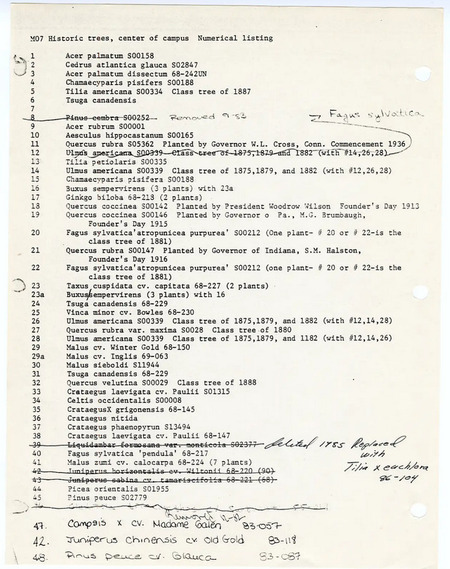 MO7 Historic trees, center of campus Numerical listing
1 Acer palmatum S00158
2 Cedrus atlantica glauca S02847
3 Acer palmatum dissectum 68-242UN
4 Chamaecyparis pisifera S00188
5 Tilia americana S00334 Class tree of 1887
6 Tsuga canadensis
7
8 Pinus cembra S00252 Removed 9-83 → Fagus sylvatica
9 Acer rubrum S00001
10 Aesculus hippocastanum S00165
11 Quercus rubra S05362 Planted by Governor W.L. Cross, Conn. Commencement 1936
12 Ulmus americana S00339 Class tree of 1875,1879 and 1882 (with #14,26,28)
13 Tilia petiolaris S00335
14 Ulmus americana S00339 Class tree of 1875,1879, and 1882 (with #12,26,28)
15 Chamaecyparis pisifera S00188
16 Buxus sempervirens (3 plants) with 23a
17 Ginkgo biloba 68-218 (2 plants)
18 Quercus coccinea S00142 Planted by President Woodrow Wilson Founder's Day 1913
19 Quercus coccinea S00146 Planted by Governor o Pa., M.G. Brumbaugh,
Founder's Day 1915
20 Fagus sylvatica'atropunicea purpurea' S00212 (One plant- # 20 or # 22-is the
class tree of 1881)
21 Quercus rubra S00147 Planted by Governor of Indiana, S.M. Halston,
Founder's Day 1916
22 Fagus sylvatica'atropunicea purpurea' S00212 (one plant- # 20 or # 22-is the
class tree of 1881)
23 Taxus cuspidata cv. capitata 68-227 (2 plants)
23a Buxus sempervirens (3 plants) with 16
24 Tsuga canadensis 68-229
25 Vinca minor cv. Bowles 68-230
26 Ulmus americana S00339 Class tree of 1875,1879, and 1882 (with #12,14,28)
27 Quercus rubra var. maxima S0028 Class tree of 1880
28 Ulmus americana S00339 Class tree of 1875,1879, and 1182 (with #12,14,26)
29 Malus cv. Winter Gold 68-150
29a Malus cv. Inglis 69-063
30 Malus sieboldi S11944
31 Tsuga canadensis 68-229
32 Quercus velutina S00029 Class tree of 1888
33 Crataegus laevigata cv. Paulii S01315
34 Celtis occidentalis S00008
35 CrataegusX grigonensis 68-145
36 Crataegus nitida
37 Crataegus phaenopyrum S13494
38 Crataegus laevigata cv. Paulii 68-147
39 Liquidambar formosana var. monticola S02377 deleted 1985 Replaced
with
Tilia x euchlora
86-104
40 Fagus sylvatica 'pendula' 68-217
41 Malus zumi cv. calocarpa 68-224 (7 plants)
42 Juniperus horizontalis cv. Wiltonii 68-220 (90)
43 Juniperus sabina cv. tamariscifolia 68-221 (68)
44 Picea orientalis S01955
45 Pinus peuce S02779
47. Campsis x cv. Madame Galen 83-057
42. Juniperus chinensis cv. Old Gold 83-118
48. Pinus peuce cv. Glauca 83-087